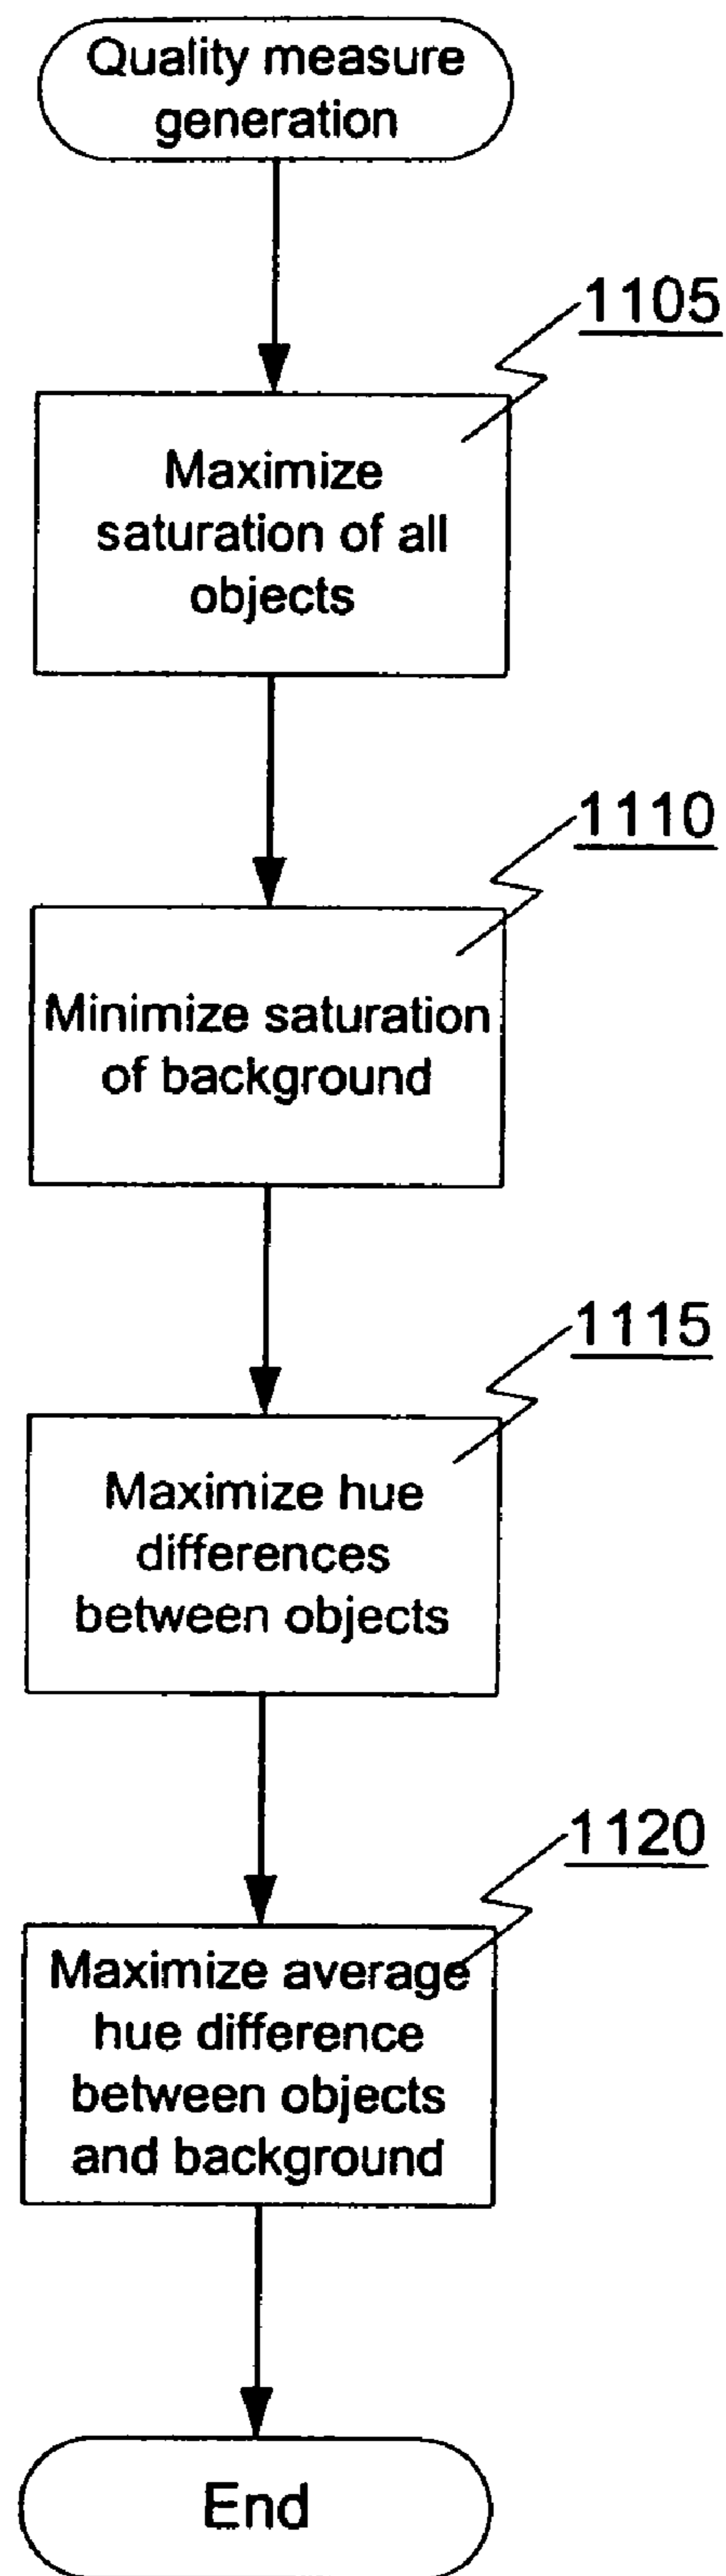 Quality measure
generation
1105
Maximize
saturation of all
objects
1110
Minimize saturation
of background
1115
Maximize hue
differences
between objects
1120
Maximize average
hue difference
between objects
and background
End